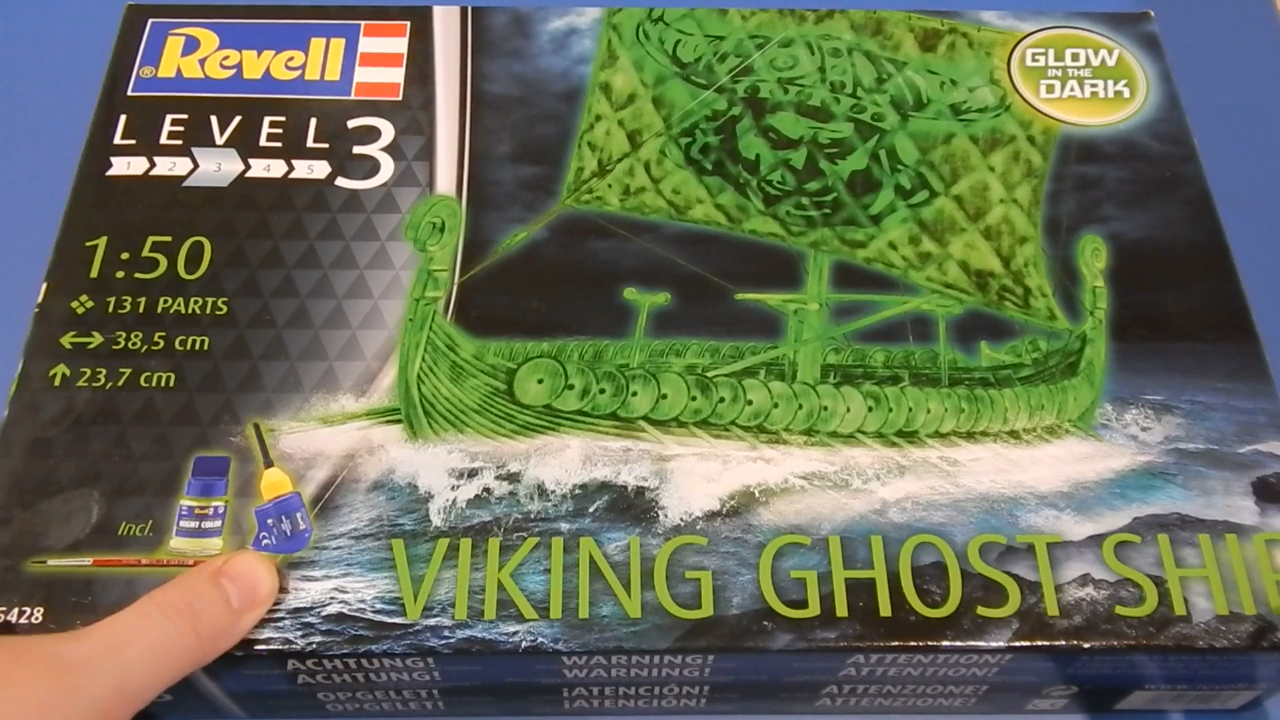 ® Revell
GLOW
IN THE
DARK
LEVEL 3
1 2 3 4 5
1:50
131 PARTS
38,5 cm
23,7 cm
Incl.
Revell
NIGHT COLOR
5428
VIKING GHOST SHIP
ACHTUNG! WARNING! ATTENTION!
ACHTUNG! WARNING! ATTENTION!
OPGELET! ¡ATENCIÓN! ATTENZIONE!
OPGELET! ¡ATENCIÓN! ATTENZIONE!